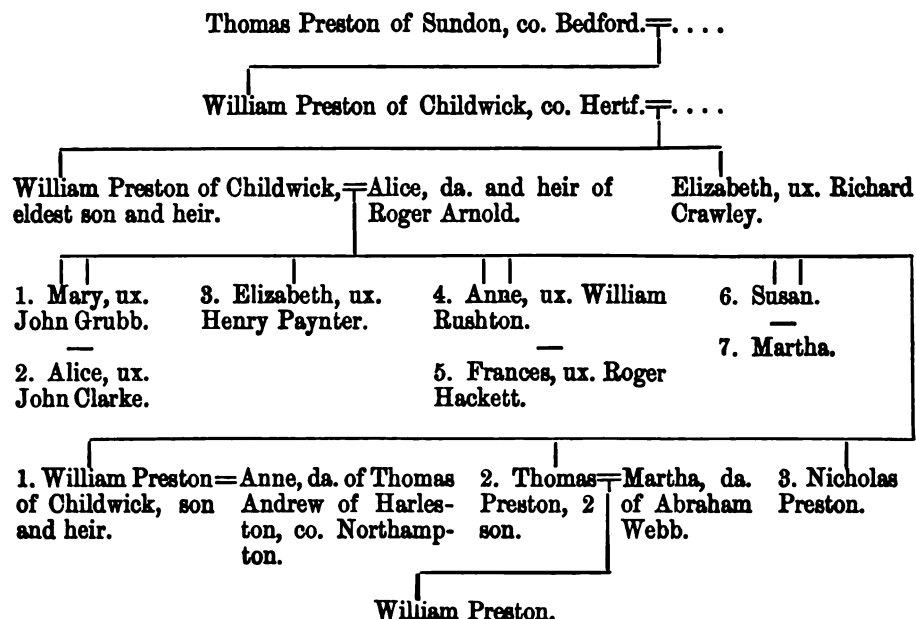 Thomas Preston of Sundon, co. Bedford.=. . . .
William Preston of Childwick, co. Hertf.=. . . .
William Preston of Childwick,=
eldest son and heir.
Alice, da. and heir of
Roger Arnold.
Elizabeth, ux. Richard
Crawley.
1. Mary, ux.
John Grubb.
2. Alice, ux.
John Clarke.
3. Elizabeth, ux.
Henry Paynter.
4. Anne, ux. William
Rushton.
5. Frances, ux. Roger
Hackett.
6. Susan.
7. Martha.
1. William Preston=
of Childwick, son
and heir.
Anne, da. of Thomas
Andrew of Harles-
ton, co. Northamp-
ton.
2. Thomas=
Preston, 2
son.
Martha, da.
of Abraham
Webb.
3. Nicholas
Preston.
William Preston.